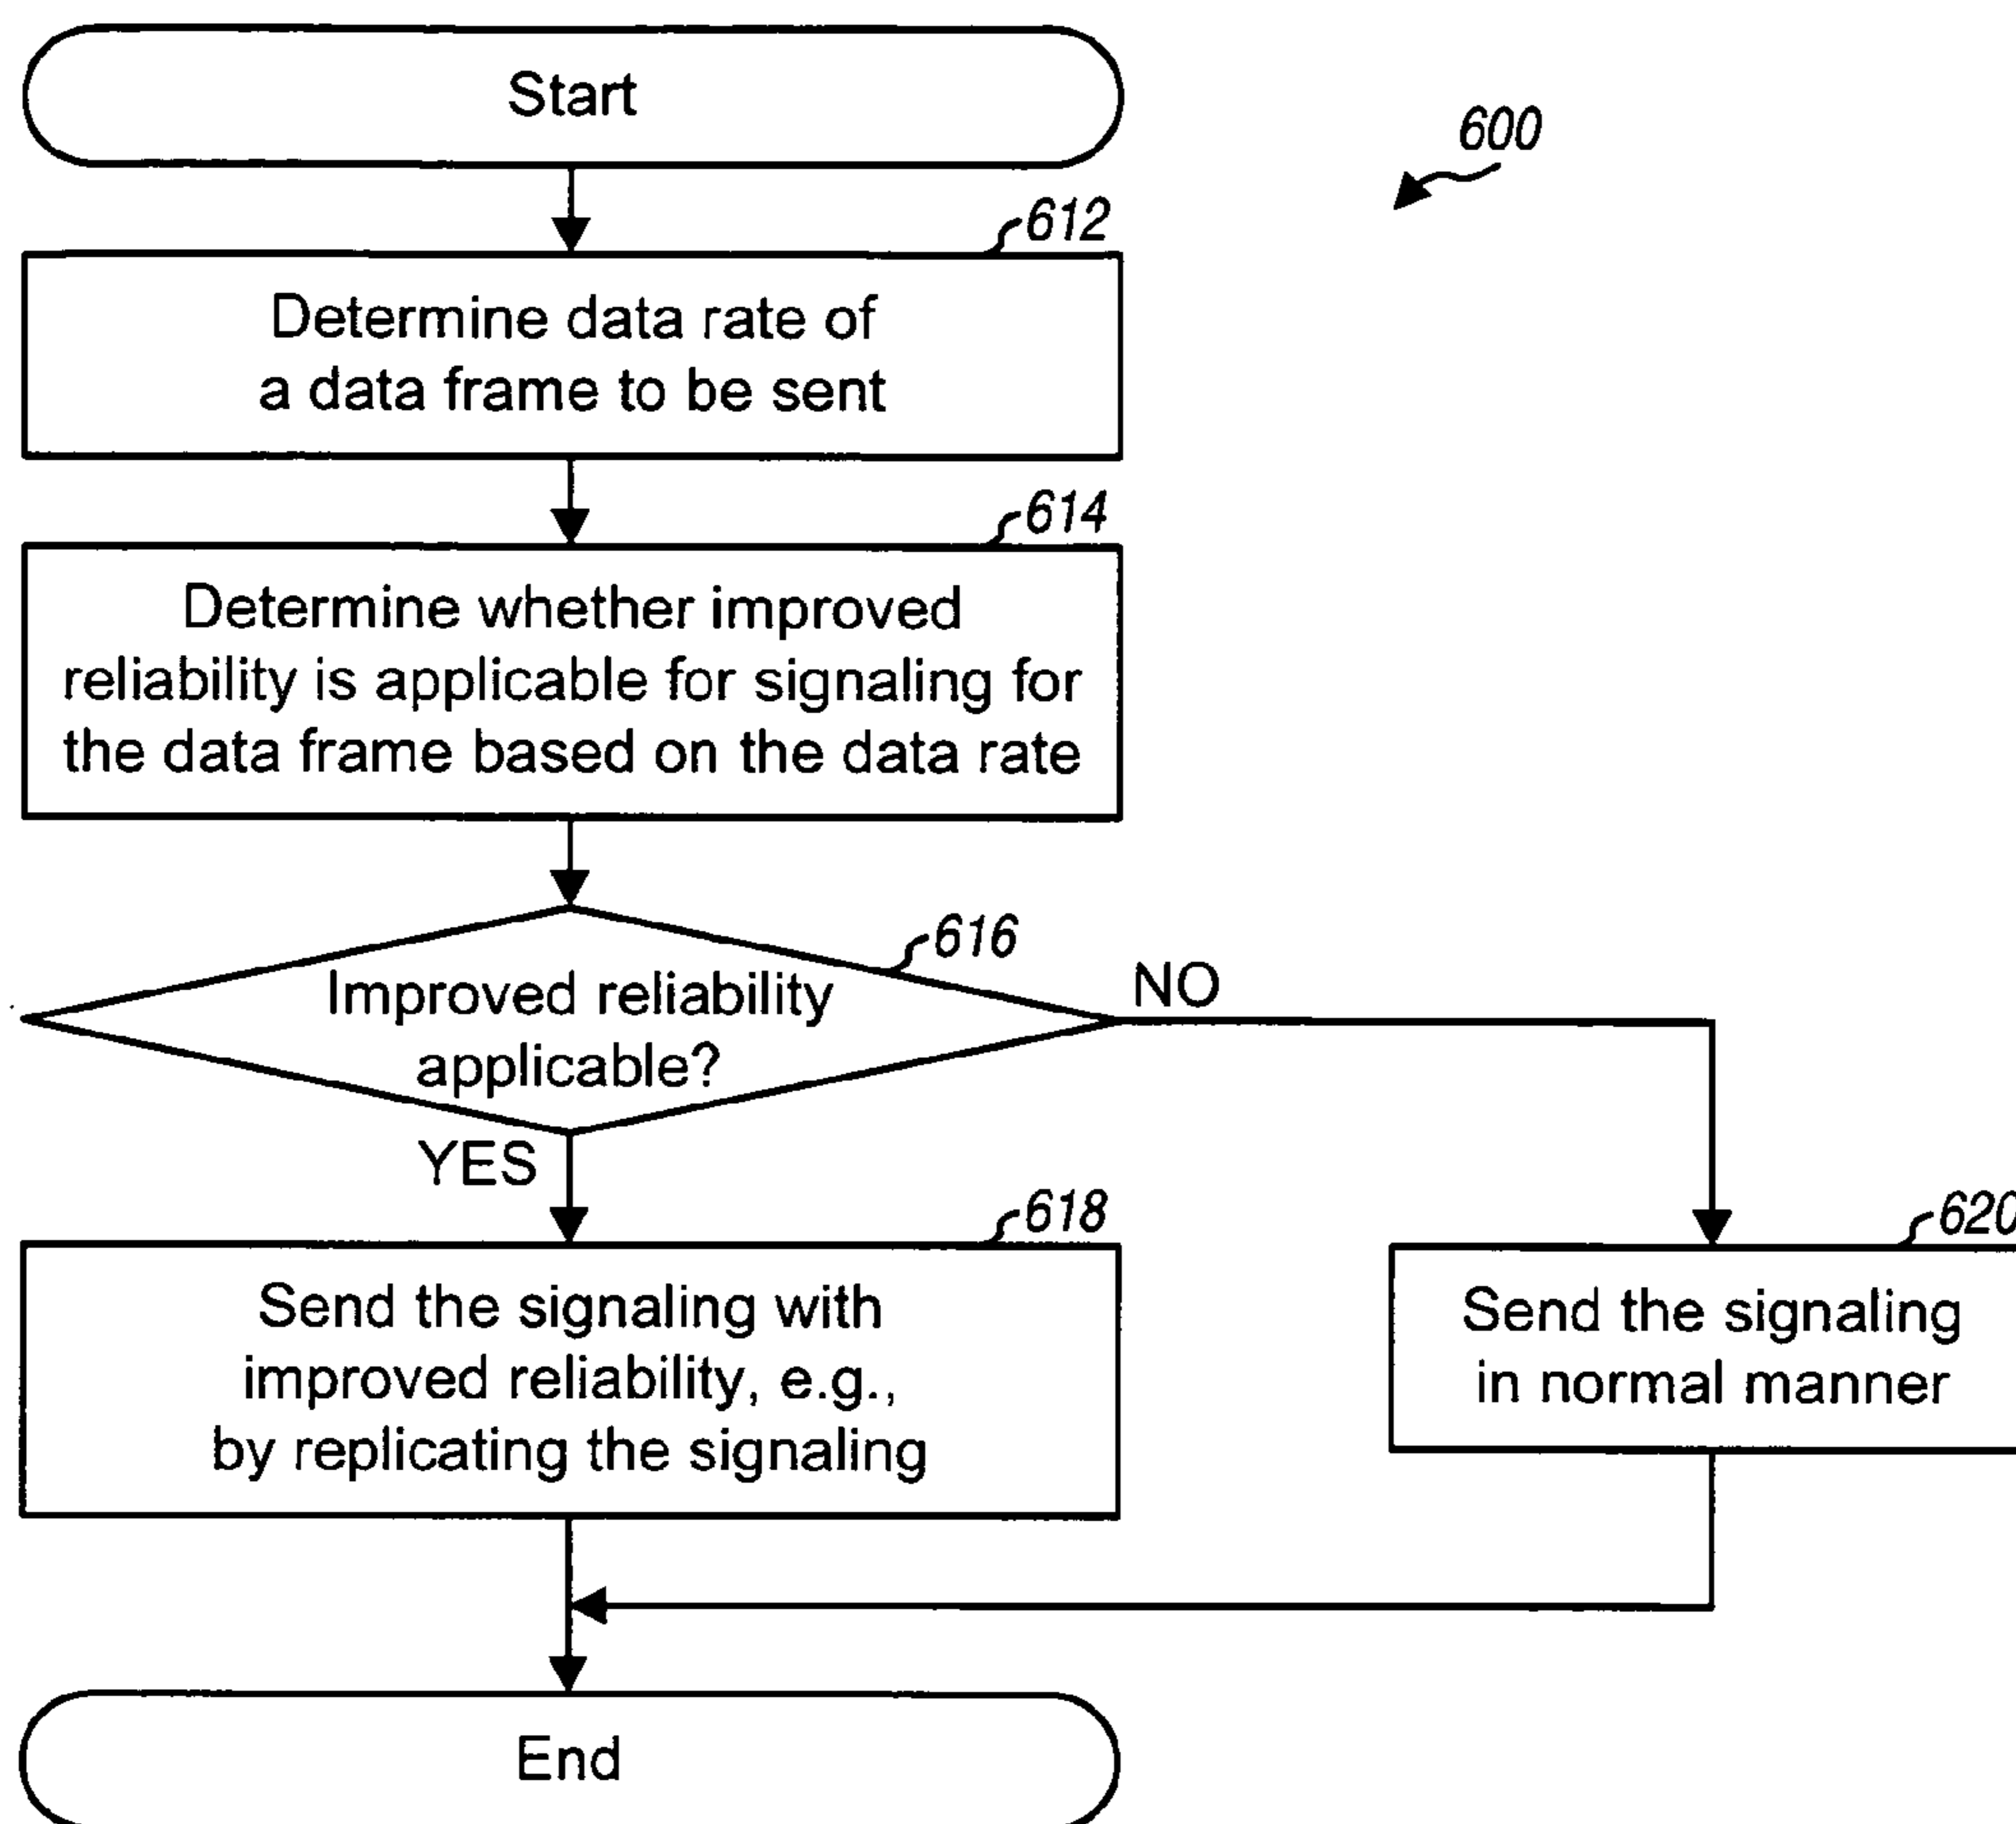 Start
600
612
Determine data rate of
a data frame to be sent
614
Determine whether improved
reliability is applicable for signaling for
the data frame based on the data rate
616
Improved reliability
applicable?
NO
YES
618
Send the signaling with
improved reliability, e.g.,
by replicating the signaling
620
Send the signaling
in normal manner
End